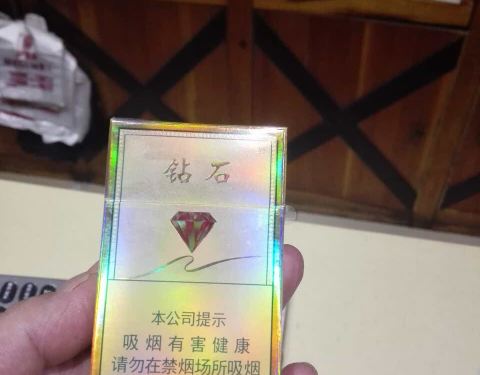 钻石
本公司提示
吸烟有害健康
请勿在禁烟场所吸烟